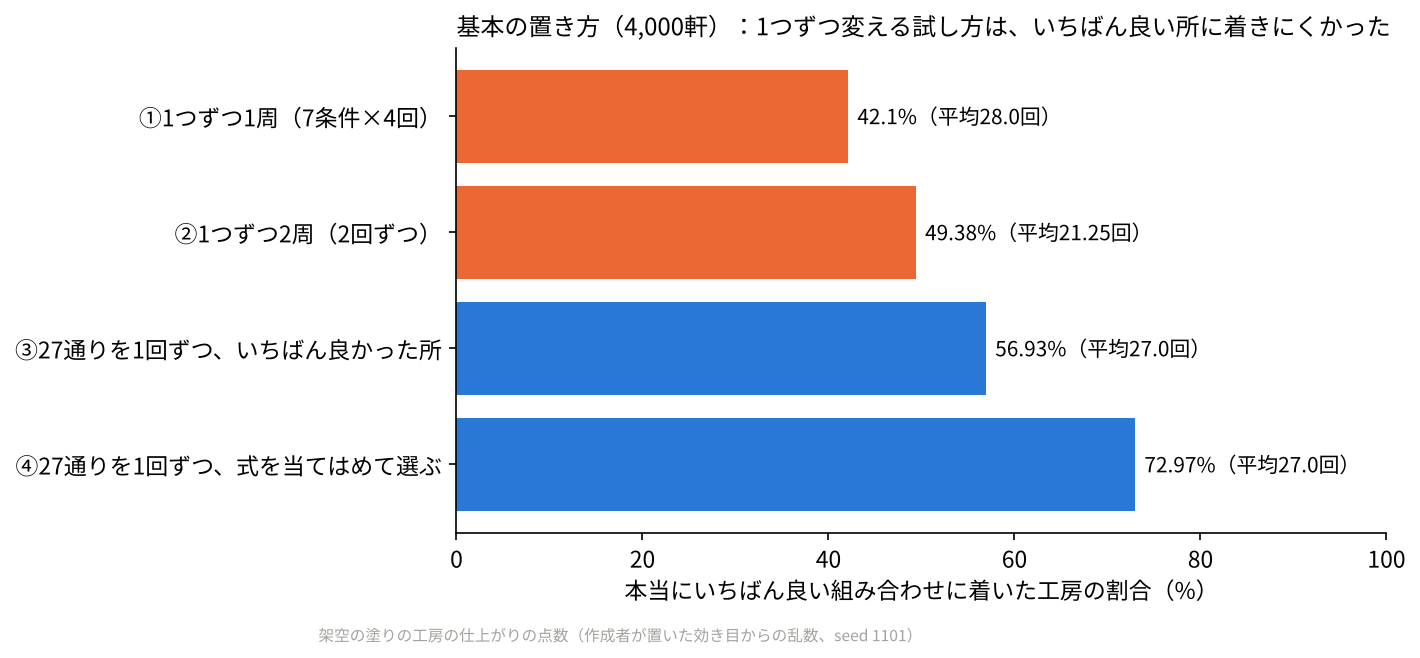 基本の置き方（4,000軒）：1つずつ変える試し方は、いちばん良い所に着きにくかった
①1つずつ1周（7条件×4回）
42.1%（平均28.0回）
②1つずつ2周（2回ずつ）
49.38%（平均21.25回）
③27通りを1回ずつ、いちばん良かった所
56.93%（平均27.0回）
④27通りを1回ずつ、式を当てはめて選ぶ
72.97%（平均27.0回）
0 20 40 60 80 100
本当にいちばん良い組み合わせに着いた工房の割合（%）
架空の塗りの工房の仕上がりの点数（作成者が置いた効き目からの乱数、seed 1101）